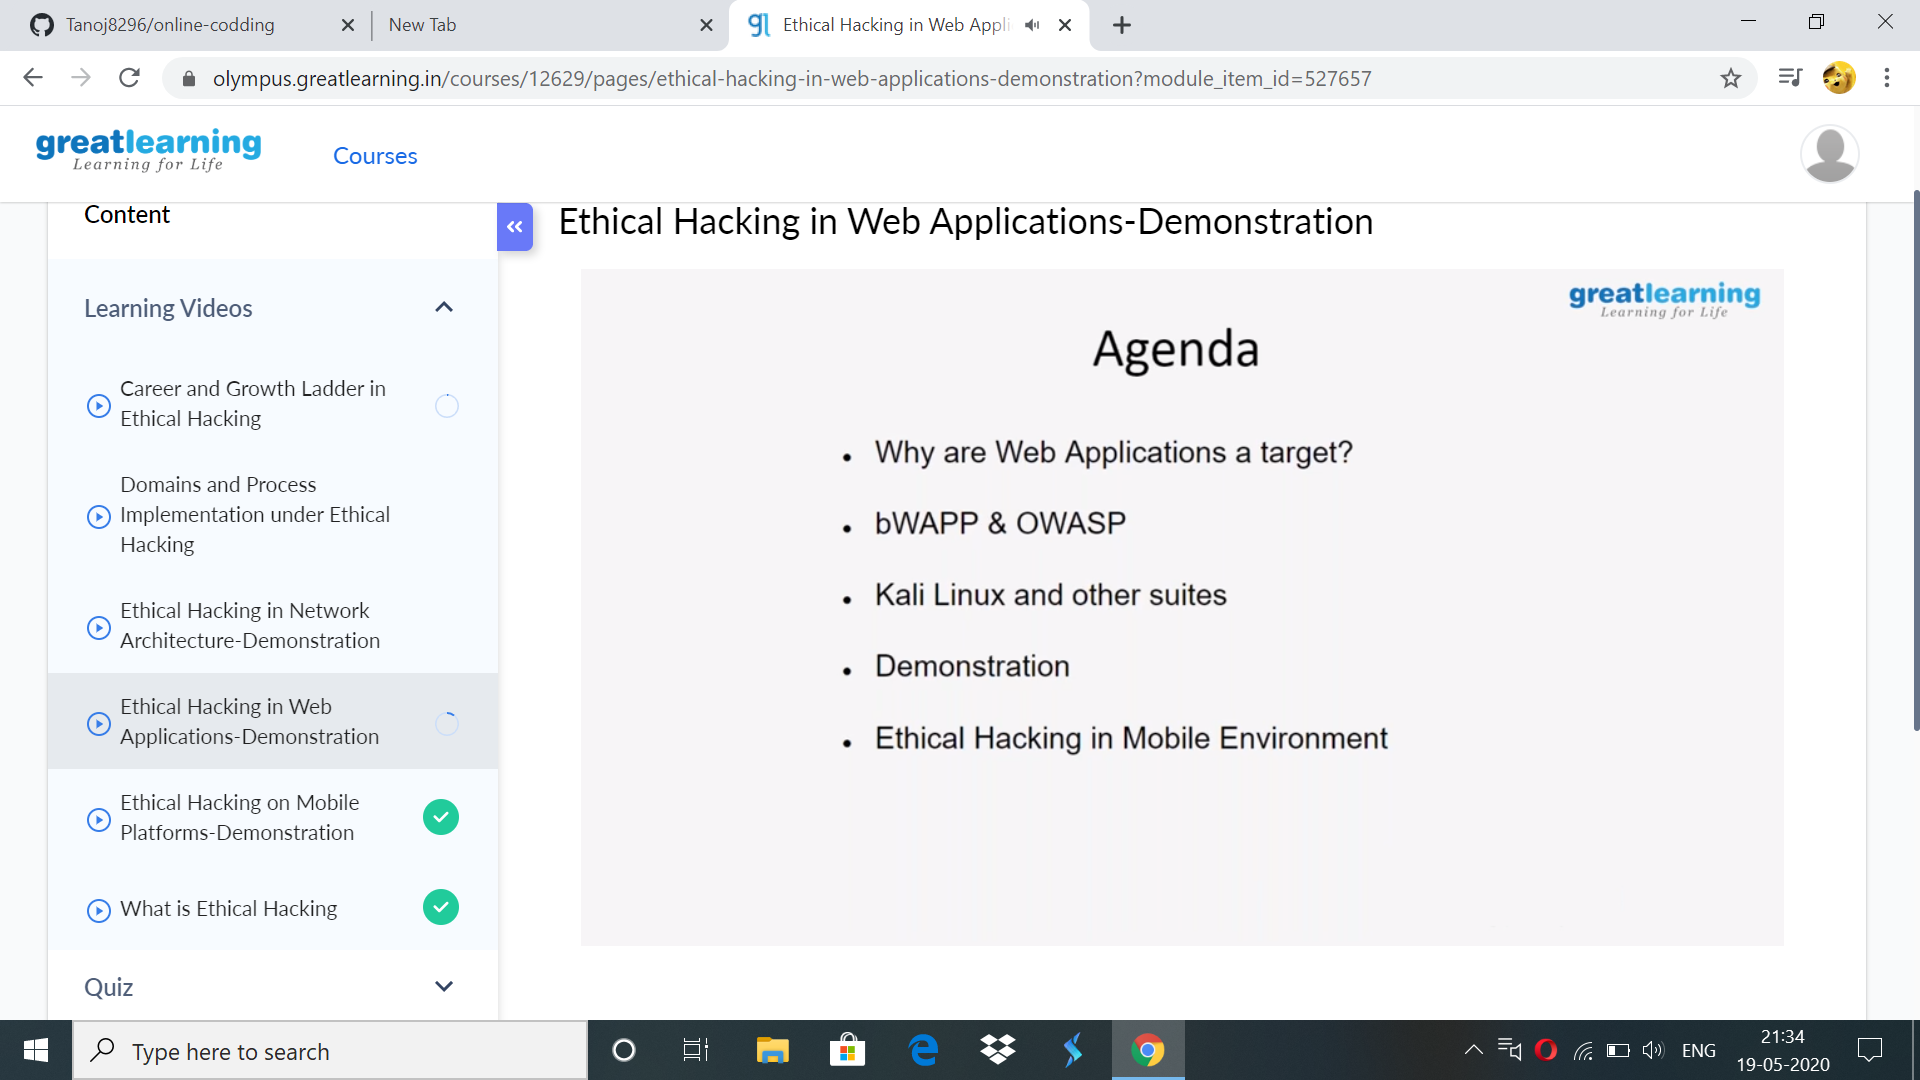 Tanoj8296/online-codding
New Tab
gl Ethical Hacking in Web Appli
olympus.greatlearning.in/courses/12629/pages/ethical-hacking-in-web-applications-demonstration?module_item_id=527657
greatlearning
Learning for Life
Courses
Content
Learning Videos
Career and Growth Ladder in
Ethical Hacking
Domains and Process
Implementation under Ethical
Hacking
Ethical Hacking in Network
Architecture-Demonstration
Ethical Hacking in Web
Applications-Demonstration
Ethical Hacking on Mobile
Platforms-Demonstration
What is Ethical Hacking
Quiz
Ethical Hacking in Web Applications-Demonstration
greatlearning
Learning for Life
Agenda
• Why are Web Applications a target?
• bWAPP & OWASP
• Kali Linux and other suites
• Demonstration
• Ethical Hacking in Mobile Environment
Type here to search
ENG
21:34
19-05-2020